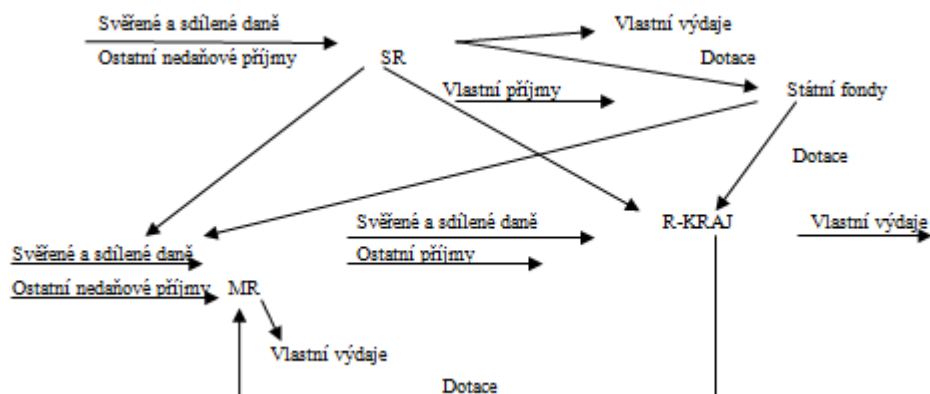 Svěřené a sdílené daně
Vlastní výdaje
Ostatní nedaňové příjmy
SR
Dotace
Vlastní příjmy
Státní fondy
Dotace
Svěřené a sdílené daně
R-KRAJ
Vlastní výdaje
Svěřené a sdílené daně
Ostatní příjmy
Ostatní nedaňové příjmy
MR
Vlastní výdaje
Dotace